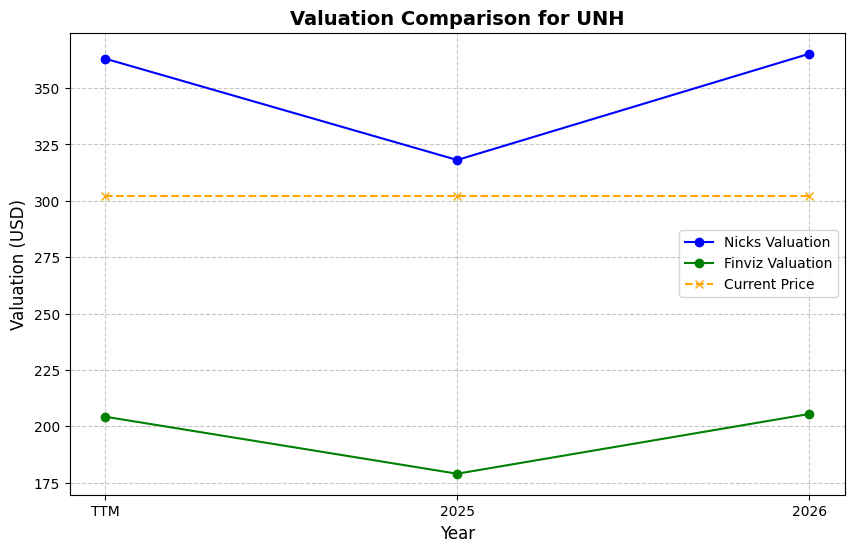 Valuation Comparison for UNH
Valuation (USD)
350
325
300
275
250
225
200
175
Nicks Valuation
Finviz Valuation
Current Price
TTM 2025 2026
Year